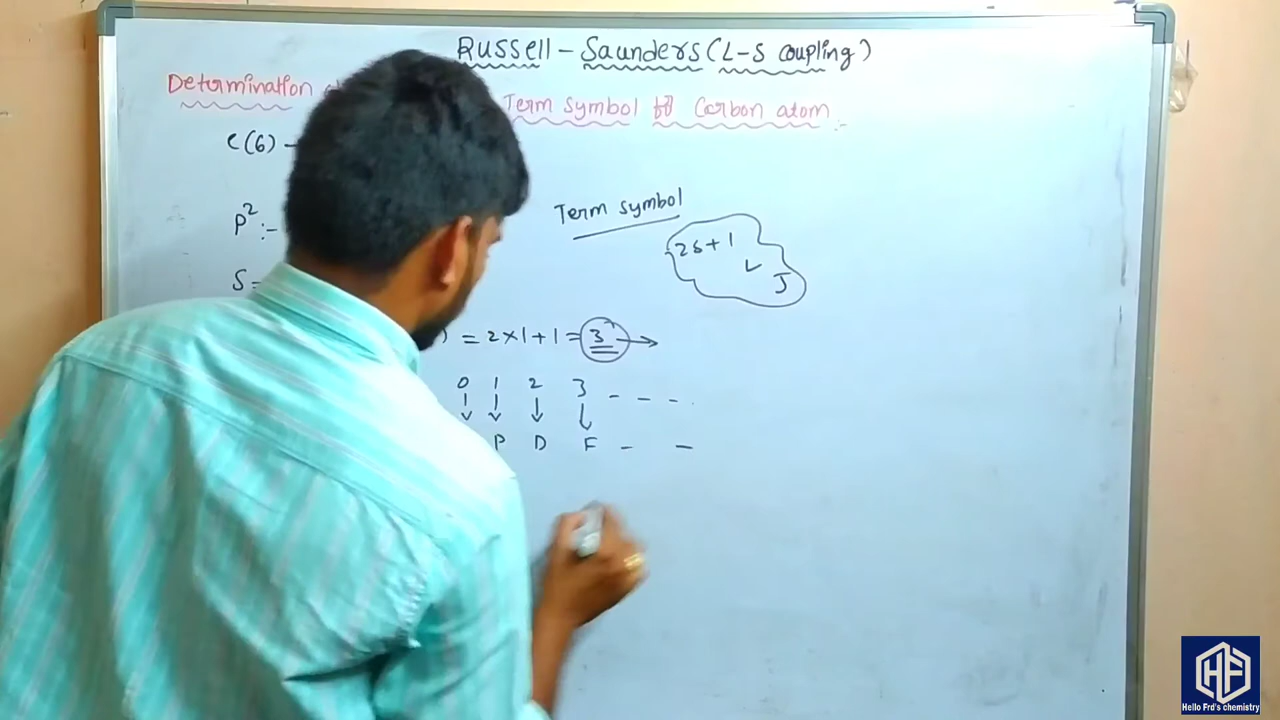 Russell - Saunders (L-S coupling)
Determination
Term symbol for Carbon atom :-
C(6) -
P² :-
Term symbol
2S+1
L
J
S =
) = 2×1+1 = 3 →
0 1 2 3 - - - -
↓ ↓ ↓ ↓
P D F - -
HF
Hello Frd's chemistry